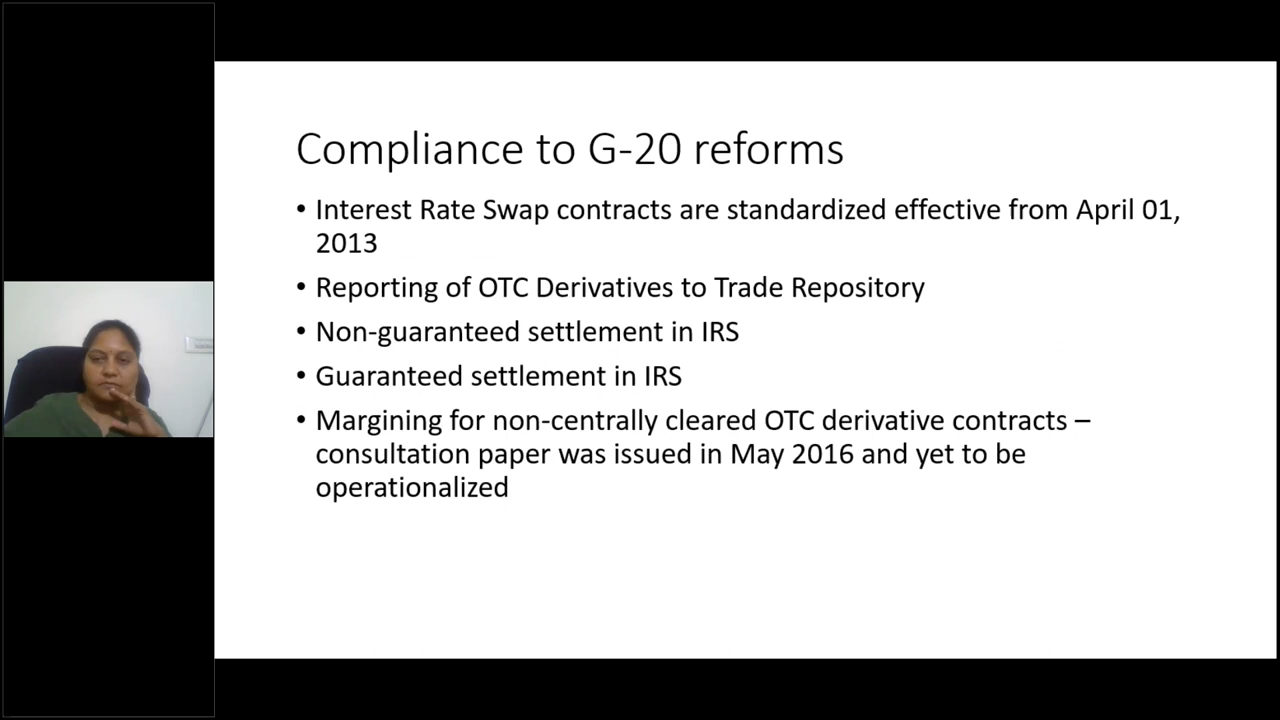 Compliance to G-20 reforms
• Interest Rate Swap contracts are standardized effective from April 01,
2013
• Reporting of OTC Derivatives to Trade Repository
• Non-guaranteed settlement in IRS
• Guaranteed settlement in IRS
• Margining for non-centrally cleared OTC derivative contracts –
consultation paper was issued in May 2016 and yet to be
operationalized